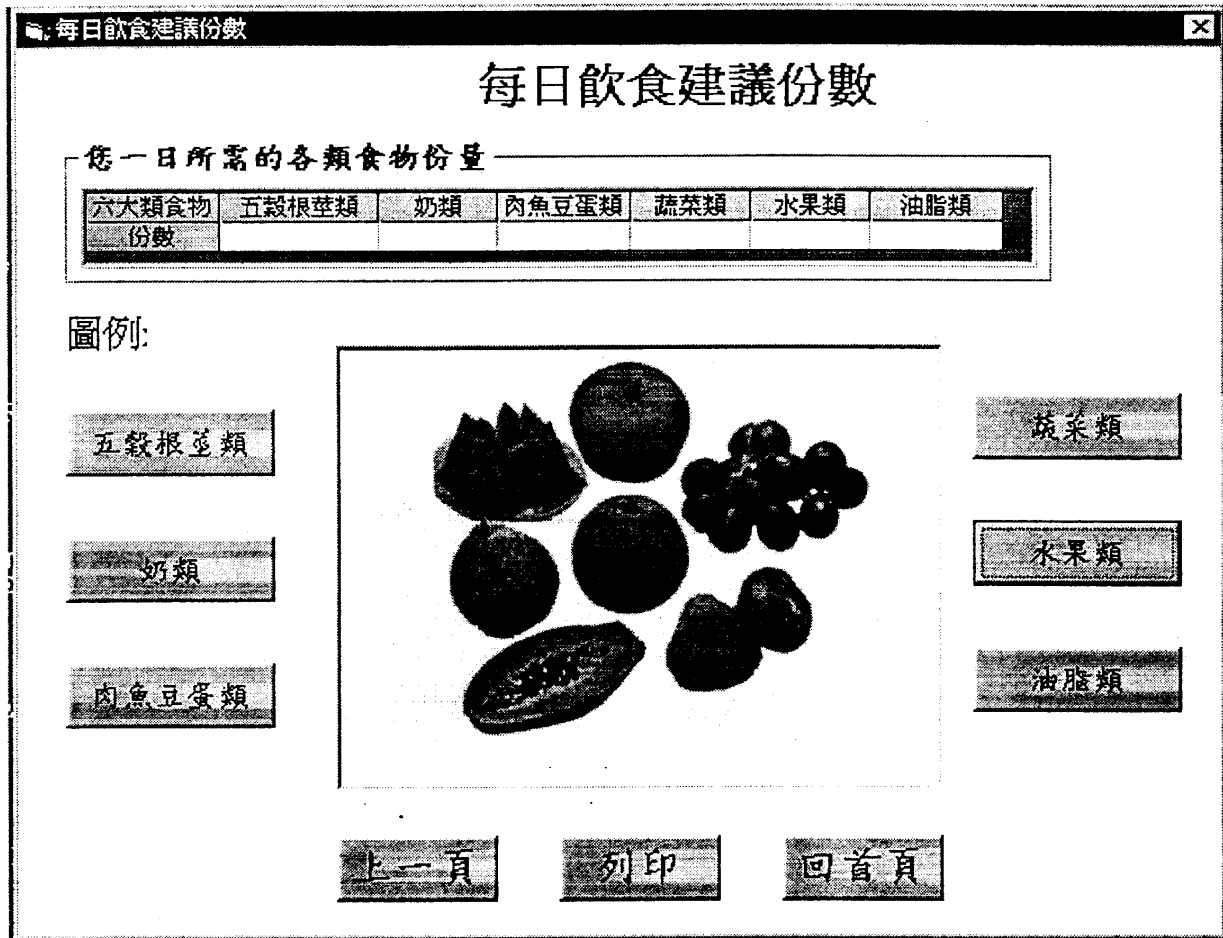 每日飲食建議份數
每日飲食建議份數
您一日所需的各類食物份量
六大類食物 五穀根莖類 奶類 肉魚豆蛋類 蔬菜類 水果類 油脂類
份數
圖例:
五穀根莖類
奶類
肉魚豆蛋類
蔬菜類
水果類
油脂類
上一頁 列印 回首頁